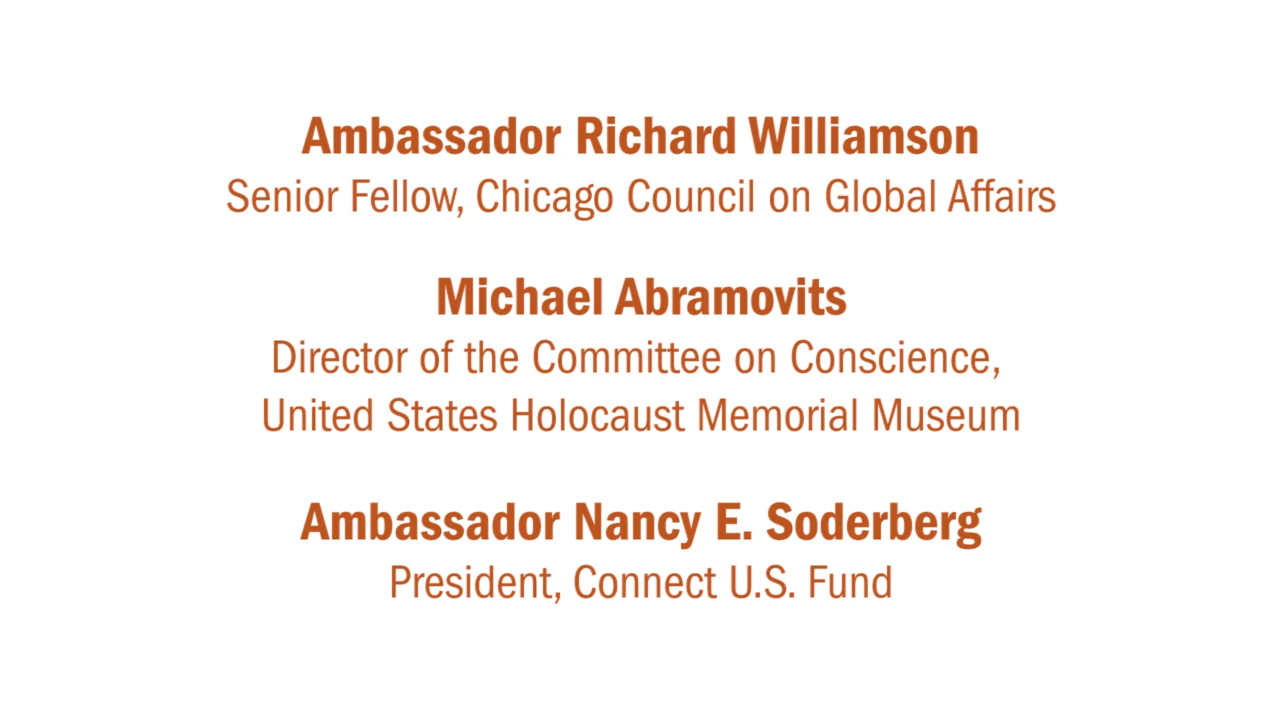 Ambassador Richard Williamson
Senior Fellow, Chicago Council on Global Affairs
Michael Abramovits
Director of the Committee on Conscience,
United States Holocaust Memorial Museum
Ambassador Nancy E. Soderberg
President, Connect U.S. Fund